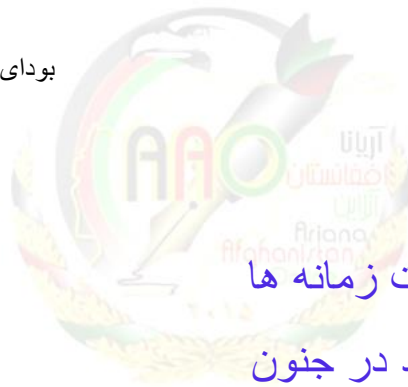 بودای
آریانا
افغانستان
آنلاین
Ariana
Afghanistan
AAO
ت زمانه ها
د در جنون